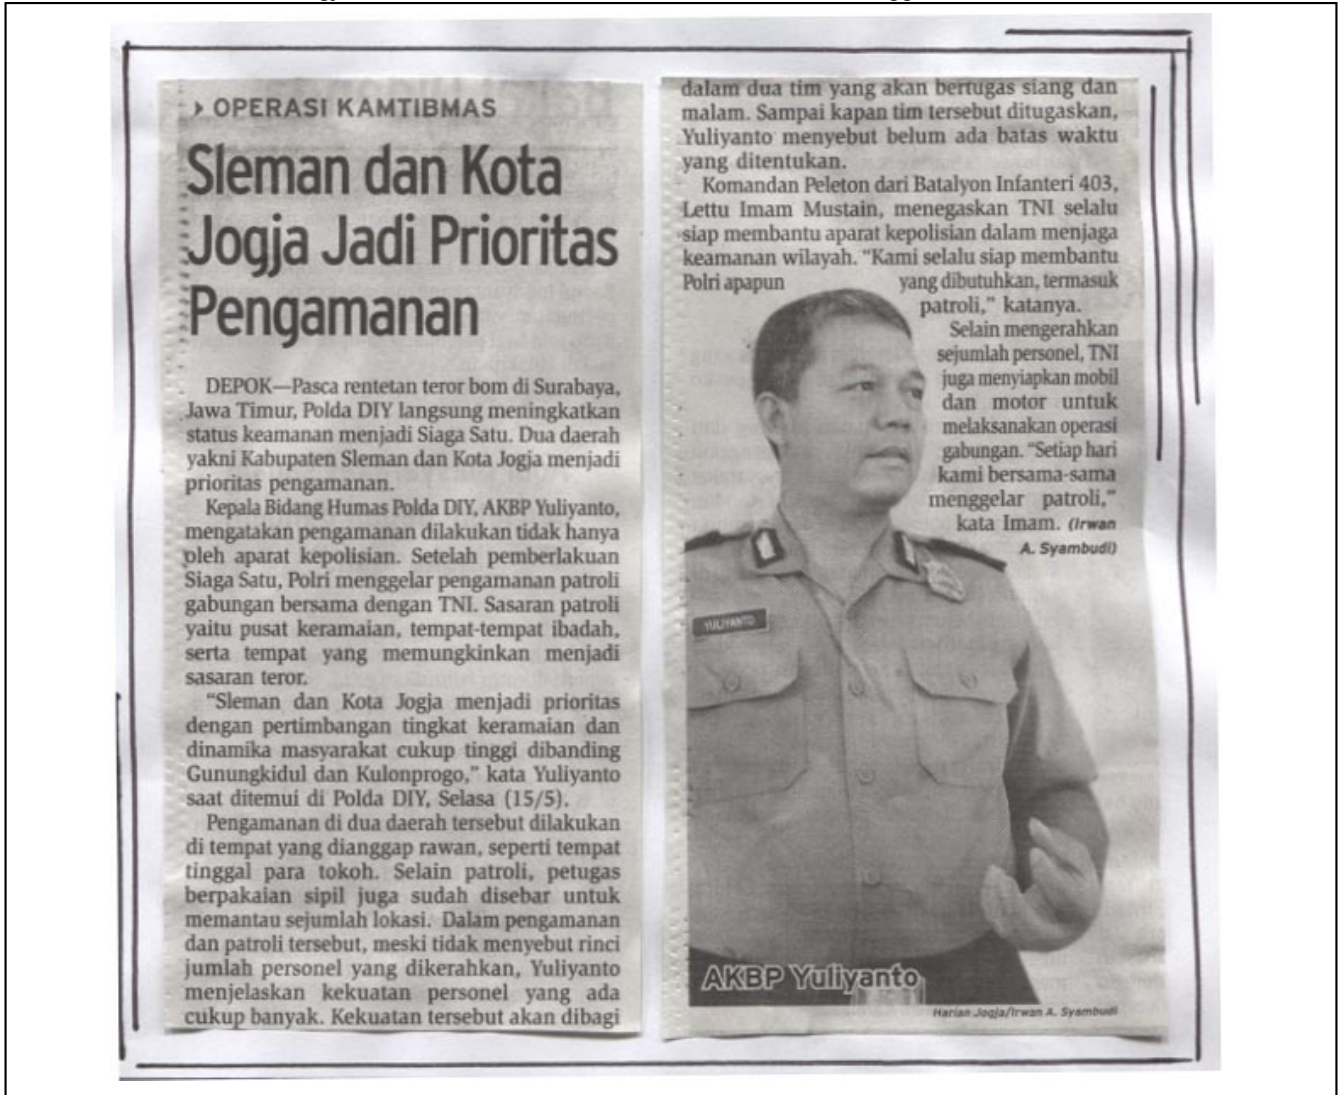 OPERASI KAMTIBMAS
Sleman dan Kota
Jogja Jadi Prioritas
Pengamanan
DEPOK—Pasca rentetan teror bom di Surabaya,
Jawa Timur, Polda DIY langsung meningkatkan
status keamanan menjadi Siaga Satu. Dua daerah
yakni Kabupaten Sleman dan Kota Jogja menjadi
prioritas pengamanan.
Kepala Bidang Humas Polda DIY, AKBP Yuliyanto,
mengatakan pengamanan dilakukan tidak hanya
oleh aparat kepolisian. Setelah pemberlakuan
Siaga Satu, Polri menggelar pengamanan patroli
gabungan bersama dengan TNI. Sasaran patroli
yaitu pusat keramaian, tempat-tempat ibadah,
serta tempat yang memungkinkan menjadi
sasaran teror.
“Sleman dan Kota Jogja menjadi prioritas
dengan pertimbangan tingkat keramaian dan
dinamika masyarakat cukup tinggi dibanding
Gunungkidul dan Kulonprogo,” kata Yuliyanto
saat ditemui di Polda DIY, Selasa (15/5).
Pengamanan di dua daerah tersebut dilakukan
di tempat yang dianggap rawan, seperti tempat
tinggal para tokoh. Selain patroli, petugas
berpakaian sipil juga sudah disebar untuk
memantau sejumlah lokasi. Dalam pengamanan
dan patroli tersebut, meski tidak menyebut rinci
jumlah personel yang dikerahkan, Yuliyanto
menjelaskan kekuatan personel yang ada
cukup banyak. Kekuatan tersebut akan dibagi
dalam dua tim yang akan bertugas siang dan
malam. Sampai kapan tim tersebut ditugaskan,
Yuliyanto menyebut belum ada batas waktu
yang ditentukan.
Komandan Peleton dari Batalyon Infanteri 403,
Lettu Imam Mustain, menegaskan TNI selalu
siap membantu aparat kepolisian dalam menjaga
keamanan wilayah. “Kami selalu siap membantu
Polri apapun yang dibutuhkan, termasuk
patroli,” katanya.
Selain mengerahkan
sejumlah personel, TNI
juga menyiapkan mobil
dan motor untuk
melaksanakan operasi
gabungan. “Setiap hari
kami bersama-sama
menggelar patroli,”
kata Imam. (Irwan
A. Syambudi)
YULIYANTO
AKBP Yuliyanto
Harian Jogja/Irwan A. Syambudi